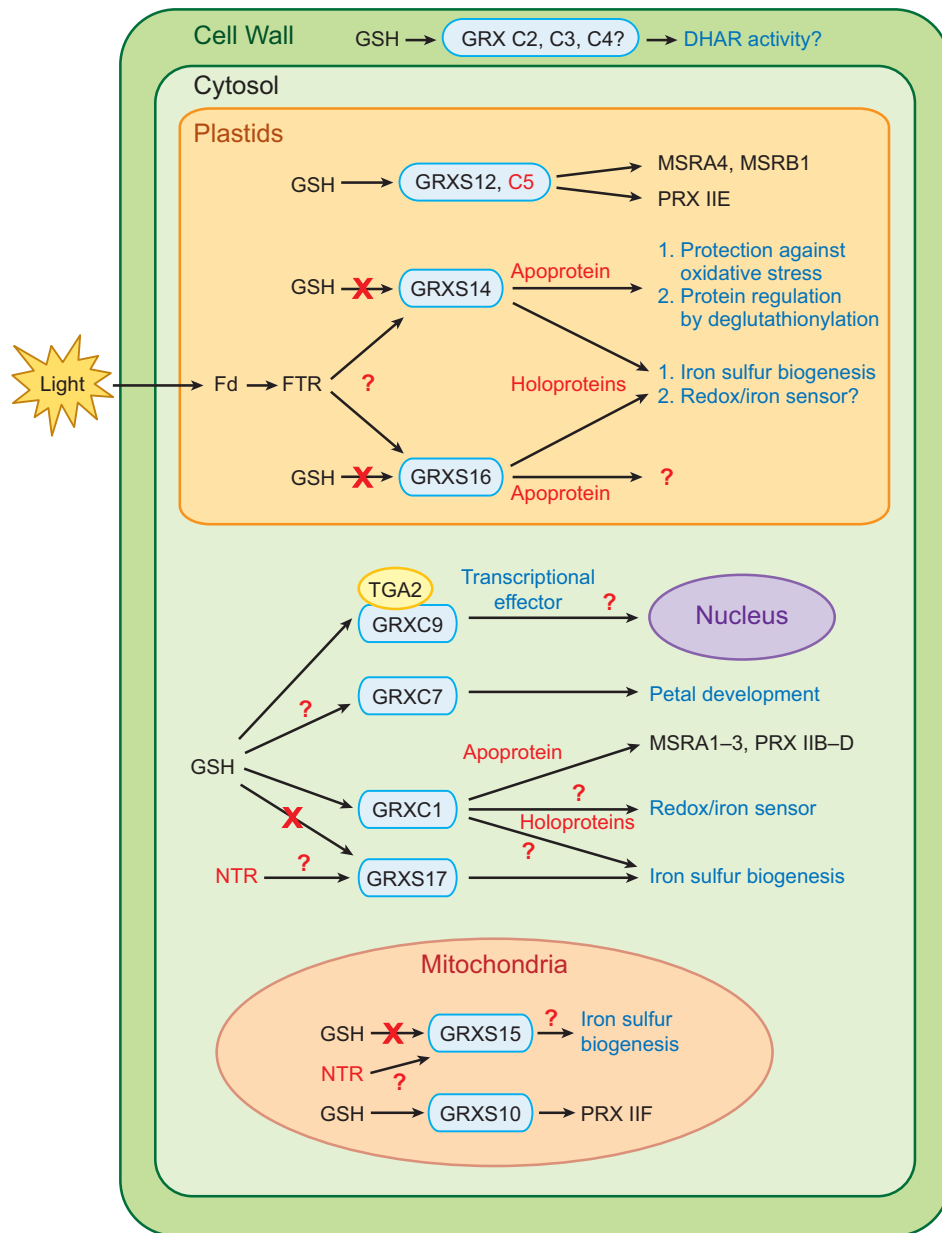 Cell Wall
GSH
GRX C2, C3, C4?
DHAR activity?
Cytosol
Plastids
GSH
GRXS12, C5
MSRA4, MSRB1
PRX IIE
GSH
X
GRXS14
Apoprotein
1. Protection against
oxidative stress
2. Protein regulation
by deglutathionylation
Light
Fd
FTR
?
Holoproteins
1. Iron sulfur biogenesis
2. Redox/iron sensor?
GSH
X
GRXS16
Apoprotein
?
TGA2
GRXC9
Transcriptional
effector
?
Nucleus
?
GRXC7
Petal development
GSH
Apoprotein
MSRA1–3, PRX IIB–D
X
GRXC1
?
Redox/iron sensor
Holoproteins
NTR
?
GRXS17
?
Iron sulfur biogenesis
Mitochondria
GSH
X
GRXS15
?
Iron sulfur
biogenesis
NTR
?
GSH
GRXS10
PRX IIF